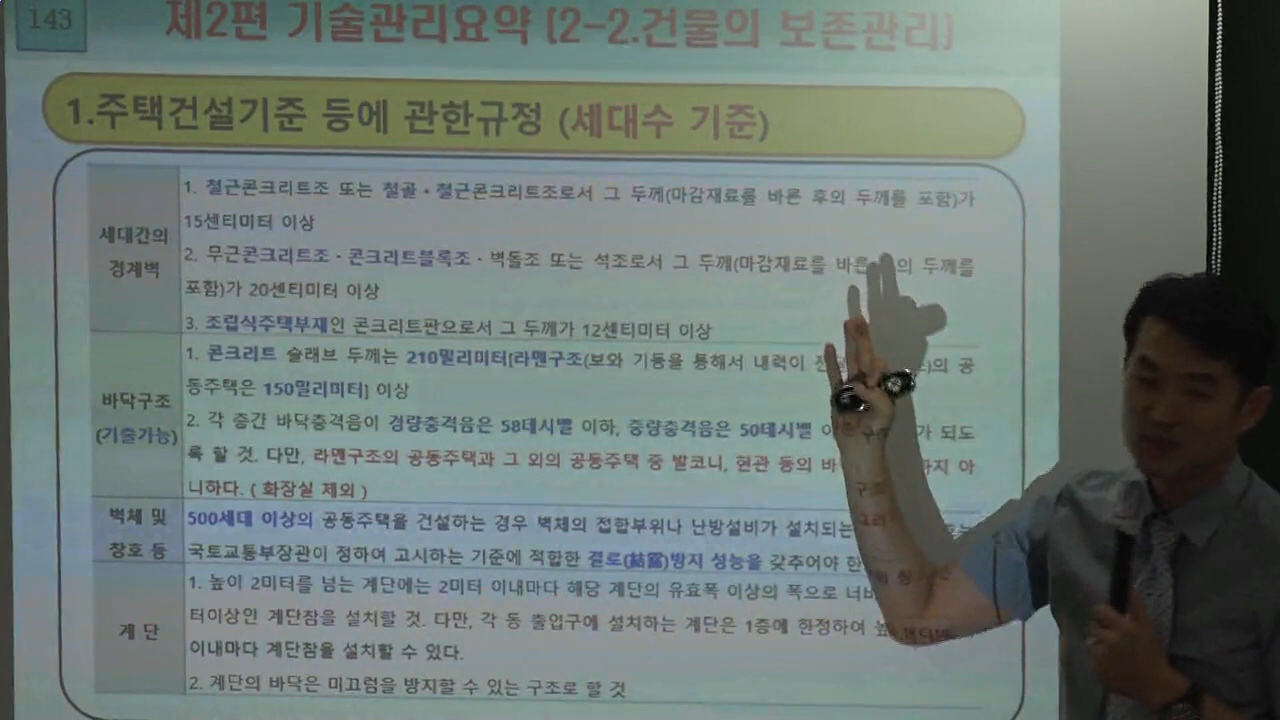 143
제2편 기술관리요약 [2-2.건물의 보존관리]
1.주택건설기준 등에 관한규정 (세대수 기준)
세대간의
경계벽
1. 철근콘크리트조 또는 철골·철근콘크리트조로서 그 두께(마감재료를 바른 후의 두께를 포함)가
15센티미터 이상
2. 무근콘크리트조·콘크리트블록조·벽돌조 또는 석조로서 그 두께(마감재료를 바른 의 두께를
포함)가 20센티미터 이상
3. 조립식주택부재인 콘크리트판으로서 그 두께가 12센티미터 이상
바닥구조
(기술가능)
1. 콘크리트 슬래브 두께는 210밀리미터[라멘구조(보와 기둥을 통해서 내력이 의 공
동주택은 150밀리미터] 이상
2. 각 층간 바닥충격음이 경량충격음은 58데시벨 이하, 중량충격음은 50데시벨 가 되도
록 할 것. 다만, 라멘구조의 공동주택과 그 외의 공동주택 중 발코니, 현관 등의 하지 아
니하다. ( 화장실 제외 )
벽체 및
창호 등
500세대 이상의 공동주택을 건설하는 경우 벽체의 접합부위나 난방설비가 설치되는
국토교통부장관이 정하여 고시하는 기준에 적합한 결로(結露)방지 성능을 갖추어야
계 단
1. 높이 2미터를 넘는 계단에는 2미터 이내마다 해당 계단의 유효폭 이상의 폭으로
터이상인 계단참을 설치할 것. 다만, 각 동 출입구에 설치하는 계단은 1층에 한정하여
이내마다 계단참을 설치할 수 있다.
2. 계단의 바닥은 미끄럼을 방지할 수 있는 구조로 할 것